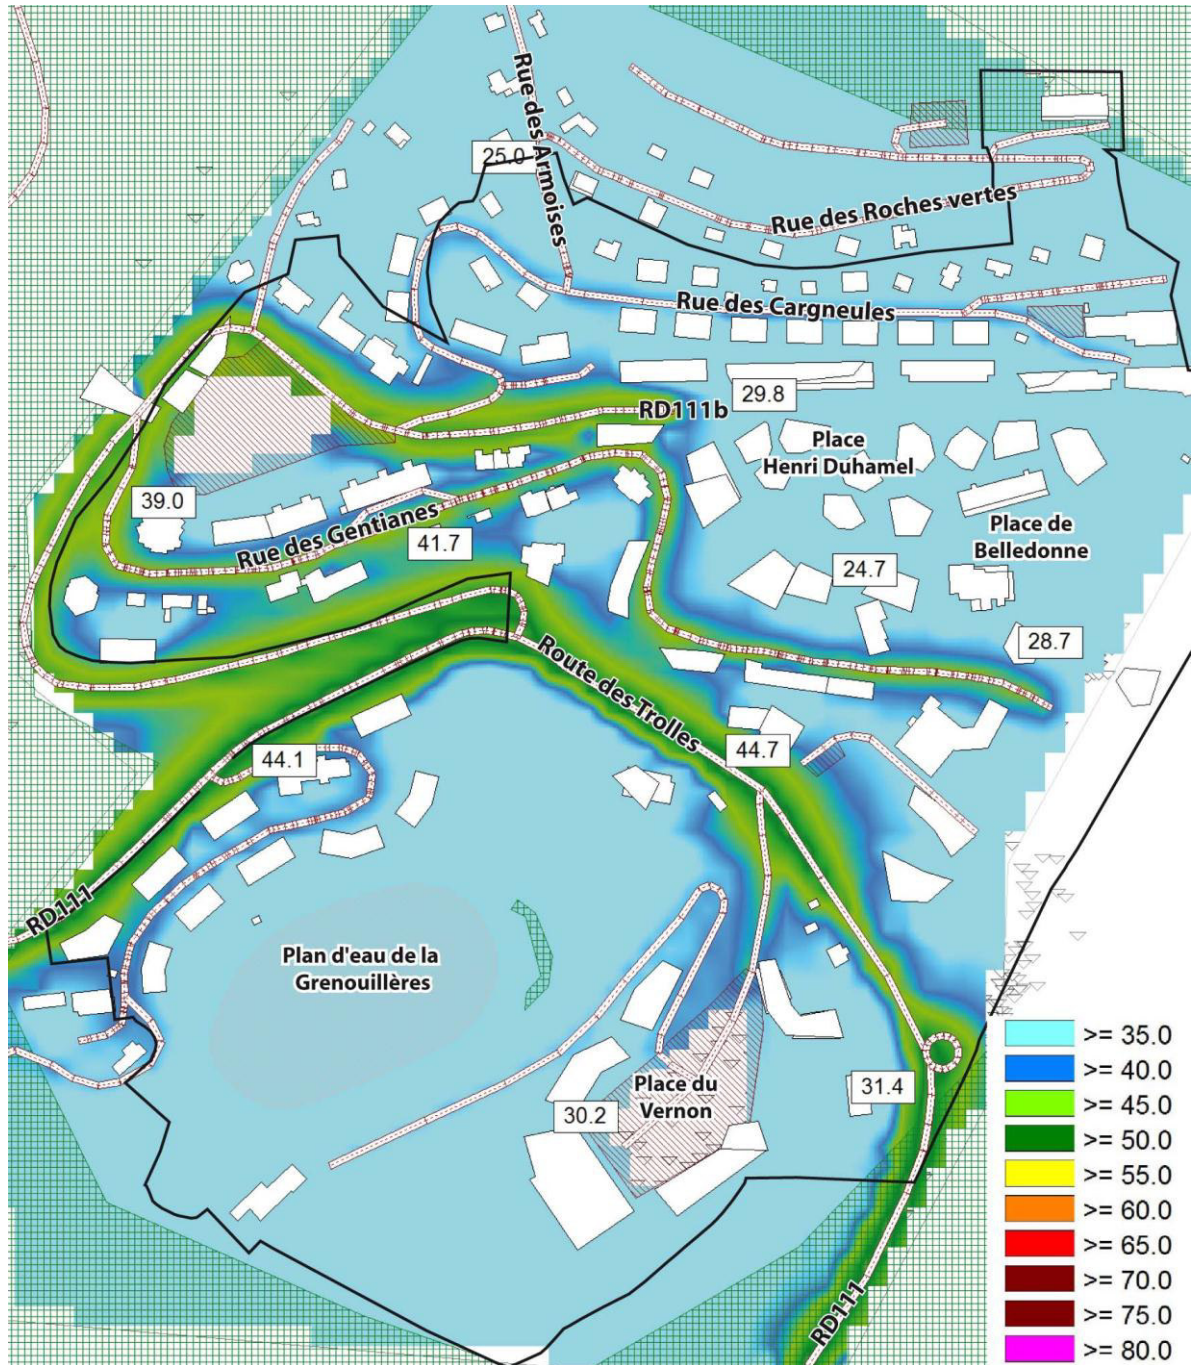 Rue des Armoises
25.0
Rue des Roches vertes
Rue des Cargneules
29.8
RD111b
Place
Henri Duhamel
39.0
Rue des Gentianes
41.7
Place de
Belledonne
24.7
28.7
Route des Trolles
44.7
44.1
RD111
Plan d'eau de la
Grenouillères
Place du
Vernon
30.2
31.4
RD111
>= 35.0
>= 40.0
>= 45.0
>= 50.0
>= 55.0
>= 60.0
>= 65.0
>= 70.0
>= 75.0
>= 80.0